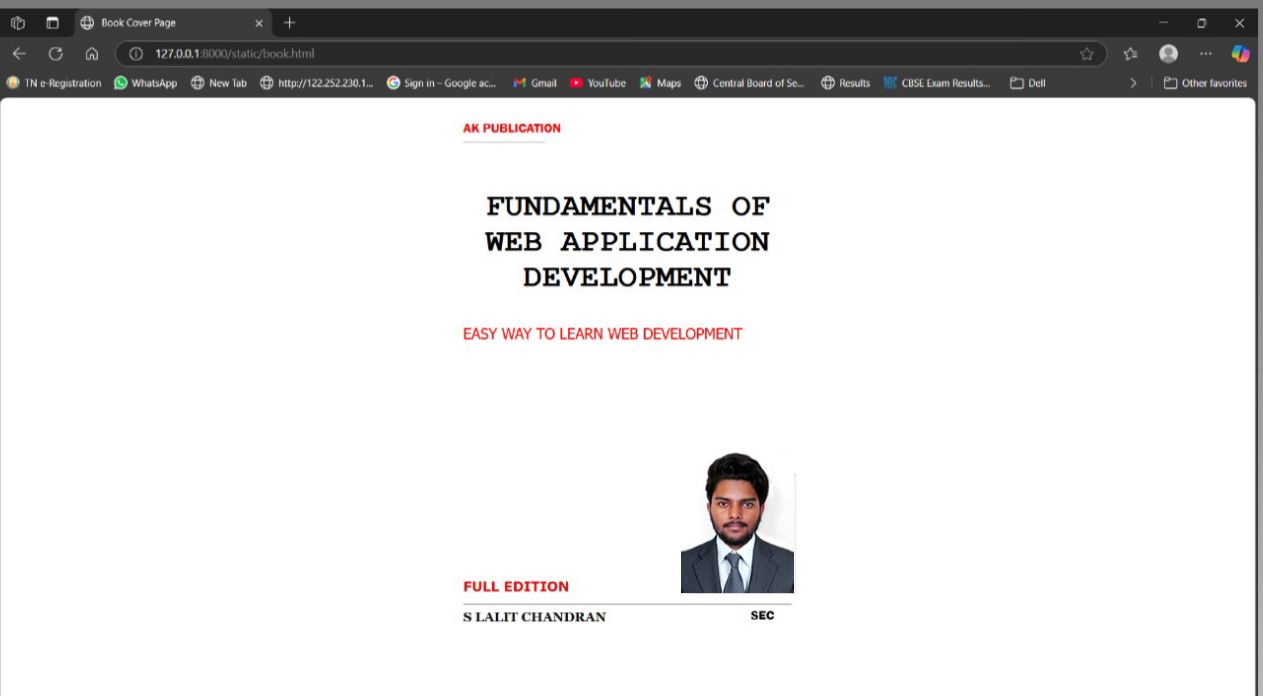 Book Cover Page
127.0.0.1:8000/static/book.html
TN e-Registration WhatsApp New Tab http://122.252.230.1... Sign in – Google ac... Gmail YouTube Maps Central Board of Se... Results CBSE Exam Results... Dell Other favorites
AK PUBLICATION
FUNDAMENTALS OF
WEB APPLICATION
DEVELOPMENT
EASY WAY TO LEARN WEB DEVELOPMENT
FULL EDITION
S LALIT CHANDRAN SEC